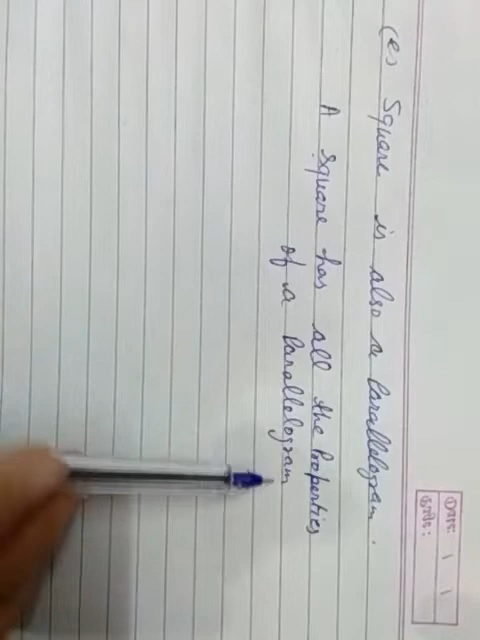 Date: / /
(e) Square is also a Parallelogram.
A square has all the Properties
of a Parallelogram